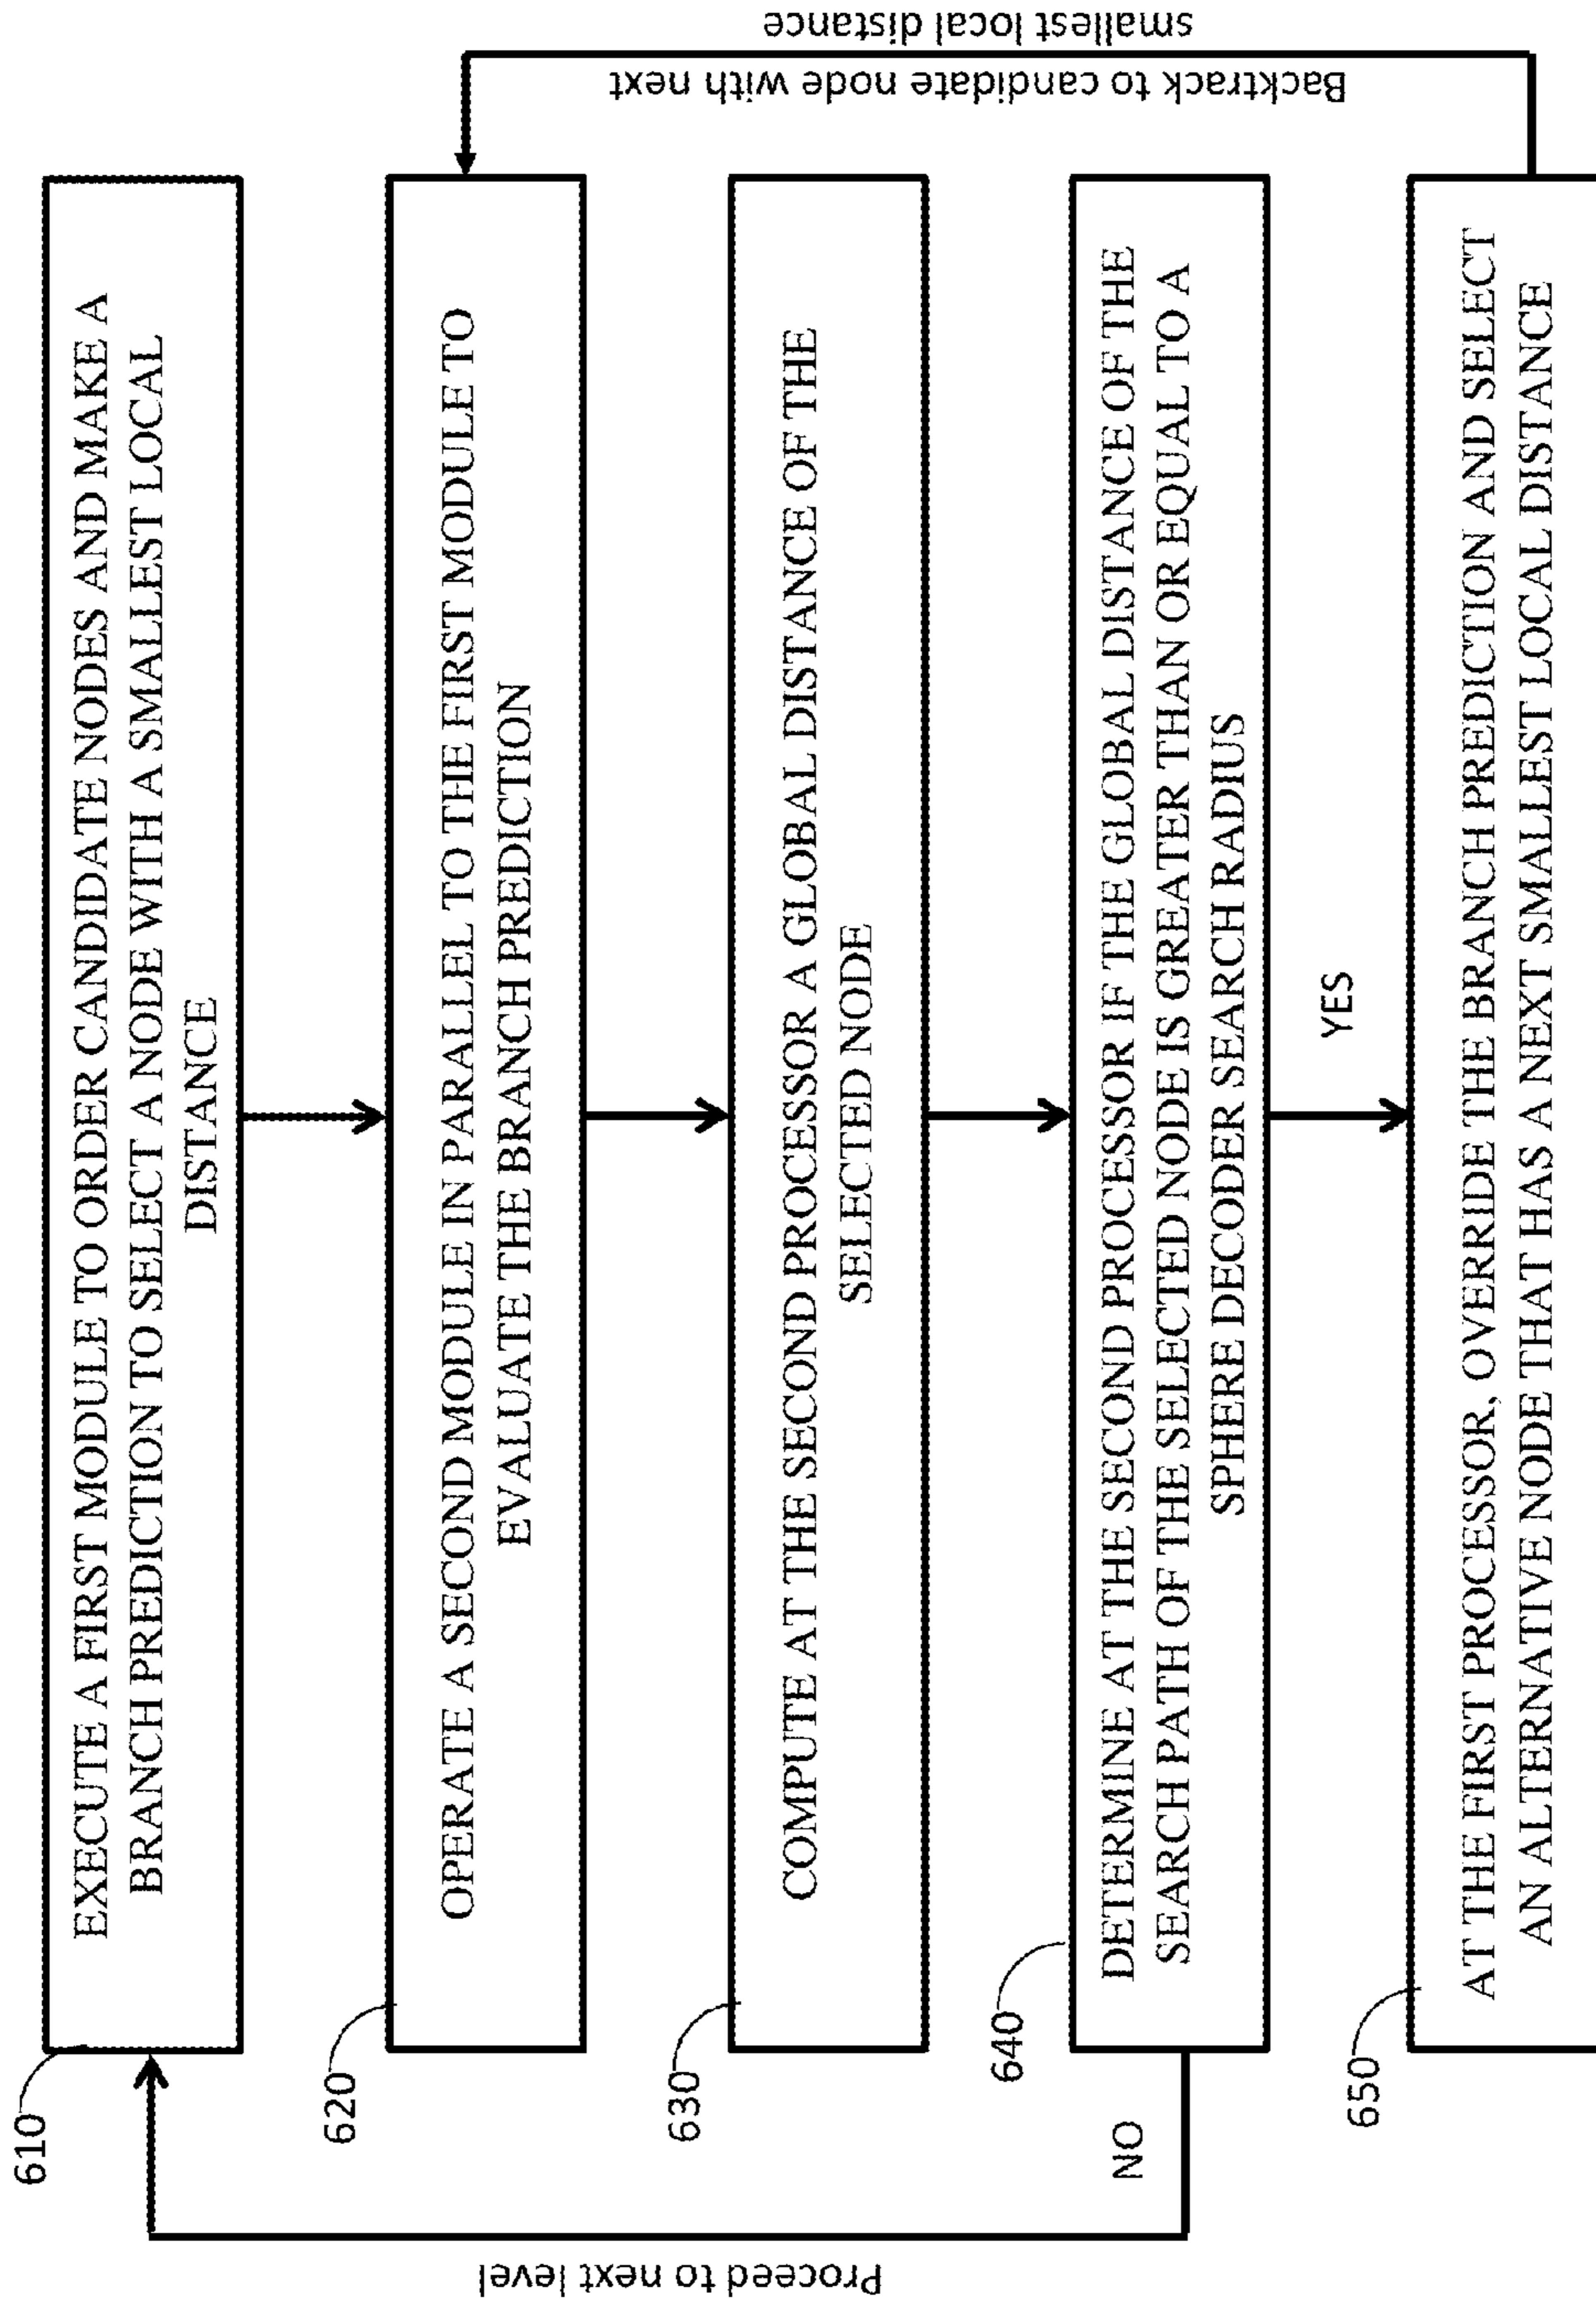 610
EXECUTE A FIRST MODULE TO ORDER CANDIDATE NODES AND MAKE A
BRANCH PREDICTION TO SELECT A NODE WITH A SMALLEST LOCAL
DISTANCE
620
OPERATE A SECOND MODULE IN PARALLEL TO THE FIRST MODULE TO
EVALUATE THE BRANCH PREDICTION
630
COMPUTE AT THE SECOND PROCESSOR A GLOBAL DISTANCE OF THE
SELECTED NODE
640
DETERMINE AT THE SECOND PROCESSOR IF THE GLOBAL DISTANCE OF THE
SEARCH PATH OF THE SELECTED NODE IS GREATER THAN OR EQUAL TO A
SPHERE DECODER SEARCH RADIUS
NO
YES
650
AT THE FIRST PROCESSOR, OVERRIDE THE BRANCH PREDICTION AND SELECT
AN ALTERNATIVE NODE THAT HAS A NEXT SMALLEST LOCAL DISTANCE
Proceed to next level
Backtrack to candidate node with next
smallest local distance